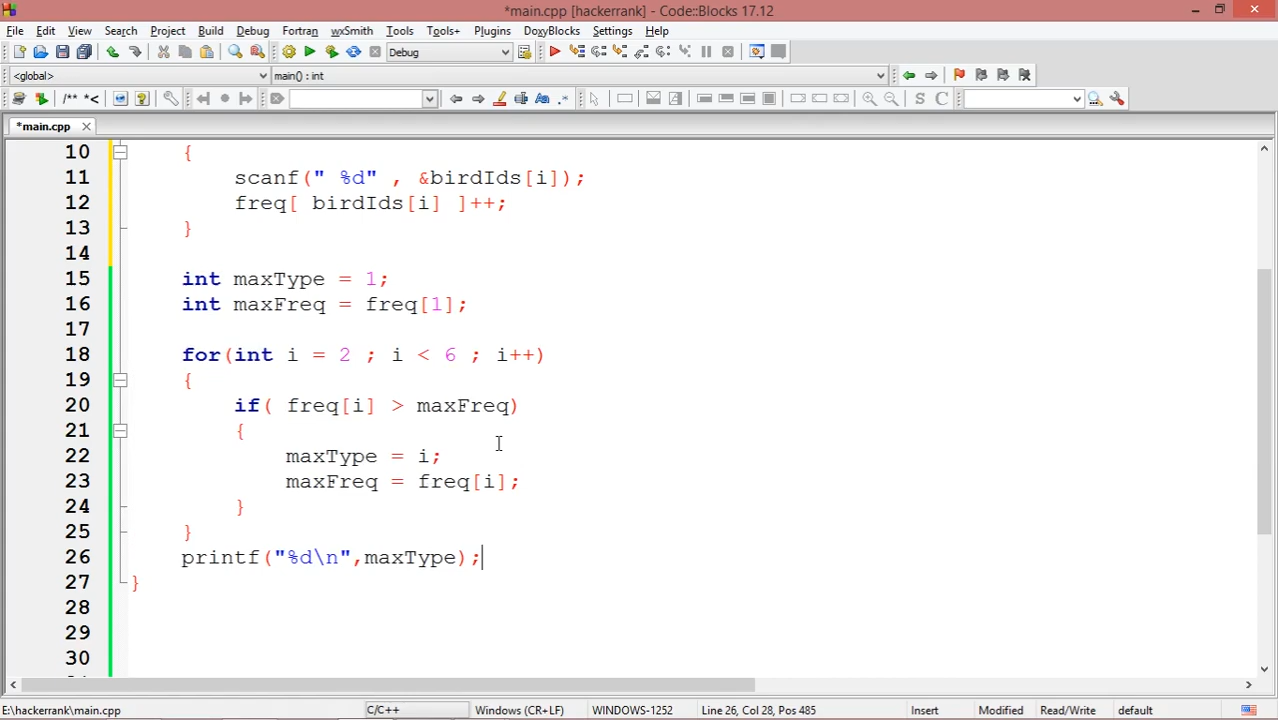 *main.cpp [hackerrank] - Code::Blocks 17.12
File Edit View Search Project Build Debug Fortran wxSmith Tools Tools+ Plugins DoxyBlocks Settings Help
Debug
<global> main() : int
/** *< Aa .* S C
*main.cpp
10 {
11 scanf(" %d" , &birdIds[i]);
12 freq[ birdIds[i] ]++;
13 }
14
15 int maxType = 1;
16 int maxFreq = freq[1];
17
18 for(int i = 2 ; i < 6 ; i++)
19 {
20 if( freq[i] > maxFreq)
21 {
22 maxType = i;
23 maxFreq = freq[i];
24 }
25 }
26 printf("%d\n",maxType);
27 }
28
29
30
E:\hackerrank\main.cpp C/C++ Windows (CR+LF) WINDOWS-1252 Line 26, Col 28, Pos 485 Insert Modified Read/Write default